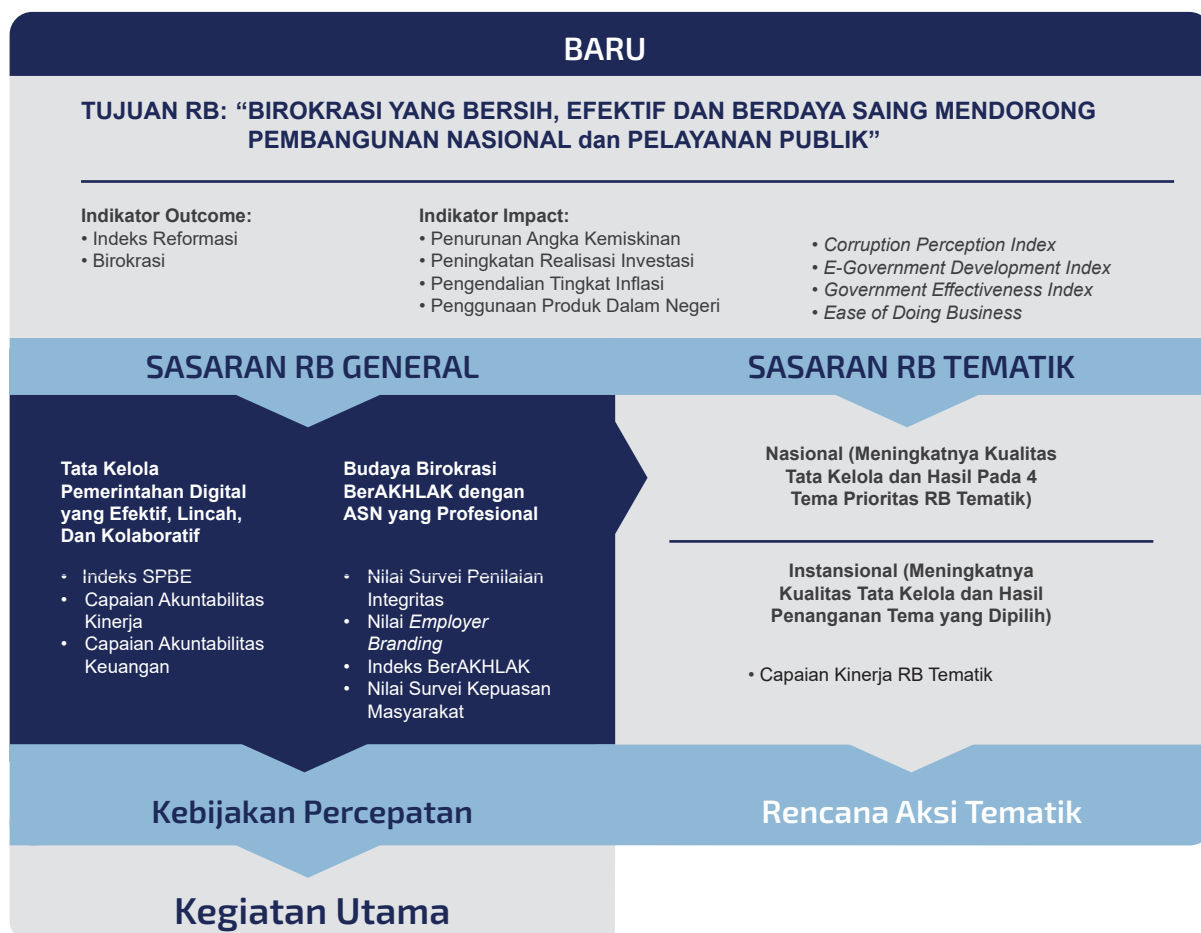 BARU
TUJUAN RB: “BIROKRASI YANG BERSIH, EFEKTIF DAN BERDAYA SAING MENDORONG
PEMBANGUNAN NASIONAL dan PELAYANAN PUBLIK”
Indikator Outcome:
• Indeks Reformasi
• Birokrasi
Indikator Impact:
• Penurunan Angka Kemiskinan
• Peningkatan Realisasi Investasi
• Pengendalian Tingkat Inflasi
• Penggunaan Produk Dalam Negeri
• Corruption Perception Index
• E-Government Development Index
• Government Effectiveness Index
• Ease of Doing Business
SASARAN RB GENERAL
Tata Kelola
Pemerintahan Digital
yang Efektif, Lincah,
Dan Kolaboratif
• Indeks SPBE
• Capaian Akuntabilitas
Kinerja
• Capaian Akuntabilitas
Keuangan
Budaya Birokrasi
BerAKHLAK dengan
ASN yang Profesional
• Nilai Survei Penilaian
Integritas
• Nilai Employer
Branding
• Indeks BerAKHLAK
• Nilai Survei Kepuasan
Masyarakat
SASARAN RB TEMATIK
Nasional (Meningkatnya Kualitas
Tata Kelola dan Hasil Pada 4
Tema Prioritas RB Tematik)
Instansional (Meningkatnya
Kualitas Tata Kelola dan Hasil
Penanganan Tema yang Dipilih)
• Capaian Kinerja RB Tematik
Kebijakan Percepatan
Rencana Aksi Tematik
Kegiatan Utama